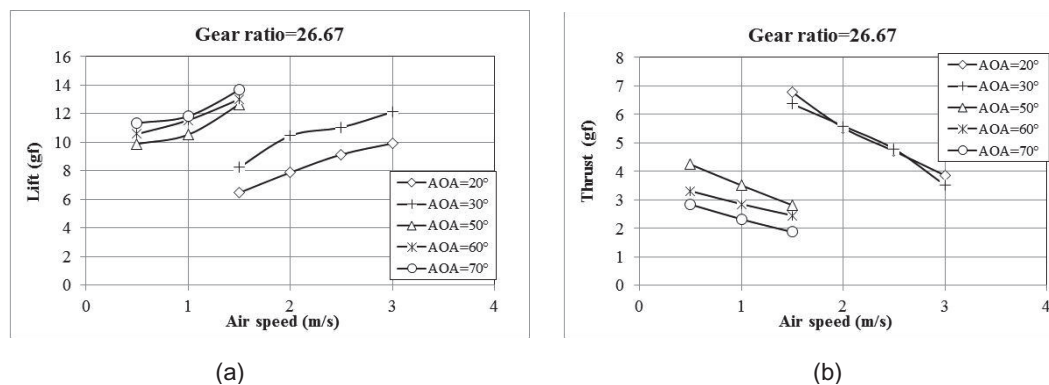 Gear ratio=26.67
16
14
12
10
8
6
4
2
0
Lift (gf)
0 1 2 3 4
Air speed (m/s)
AOA=20°
AOA=30°
AOA=50°
AOA=60°
AOA=70°
(a)
Gear ratio=26.67
8
7
6
5
4
3
2
1
0
Thrust (gf)
0 1 2 3 4
Air speed (m/s)
AOA=20°
AOA=30°
AOA=50°
AOA=60°
AOA=70°
(b)